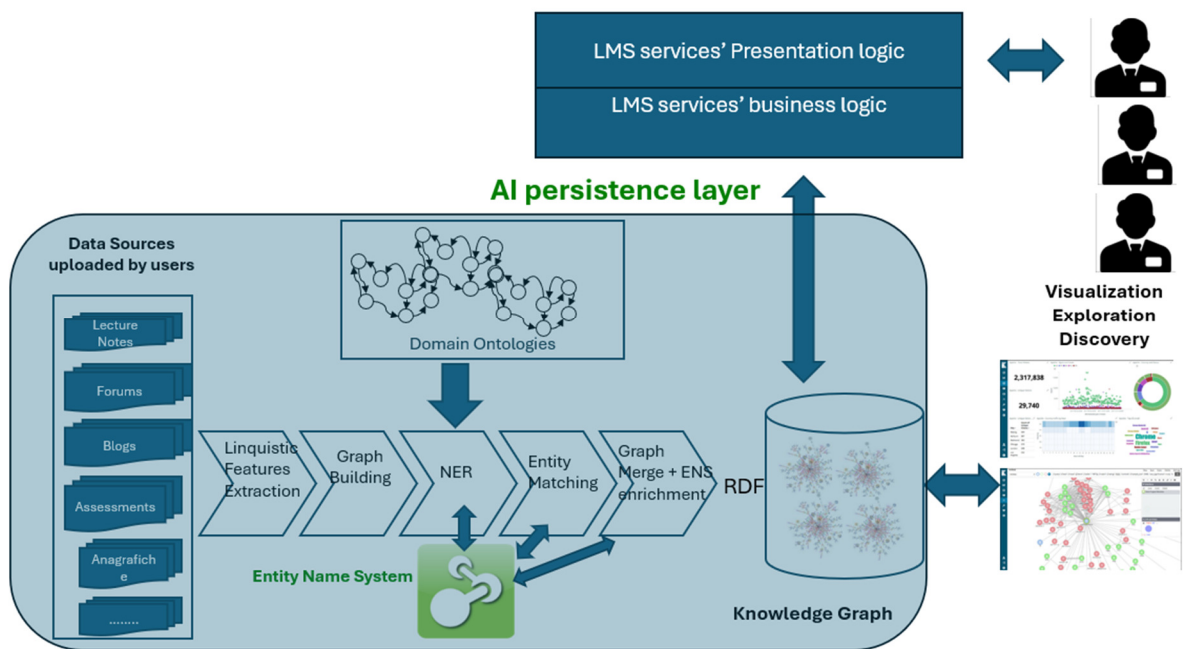 LMS services' Presentation logic
LMS services' business logic
AI persistence layer
Data Sources
uploaded by users
Lecture
Notes
Forums
Blogs
Assessments
Anagrafich
e
........
Domain Ontologies
Linquistic
Features
Extraction
Graph
Building
NER
Entity
Matching
Graph
Merge + ENS
enrichment
RDF
Entity Name System
Knowledge Graph
Visualization
Exploration
Discovery
2,317,838
29,740
Chrome
Firefox